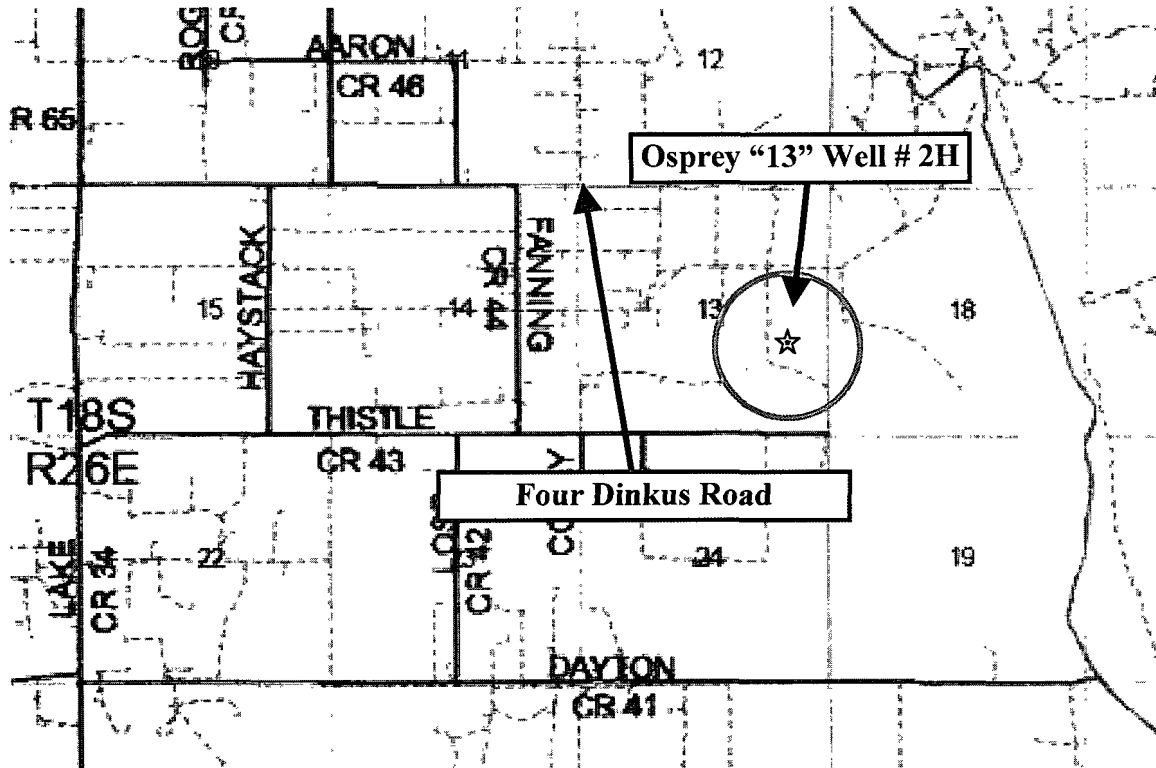 BOG
AARON
11
12
7
CR 46
R 65
Osprey “13” Well # 2H
HAYSTACK
FANNING
CR 44
15
14
13
18
T18S
THISTLE
R26E
CR 43
Four Dinkus Road
LAKE
CR 34
22
CR 42
24
19
DAYTON
CR 41